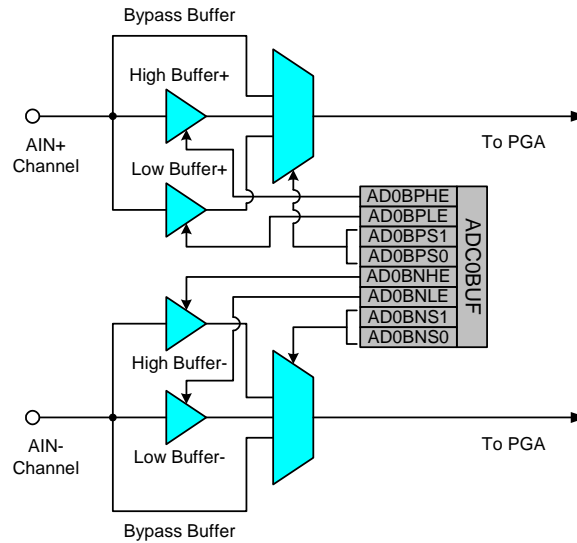 Bypass Buffer
High Buffer+
AIN+
Channel
To PGA
Low Buffer+
AD0BPHE
AD0BPLE
AD0BPS1
AD0BPS0
AD0BNHE
AD0BNLE
AD0BNS1
AD0BNS0
ADC0BUF
High Buffer-
AIN-
Channel
To PGA
Low Buffer-
Bypass Buffer